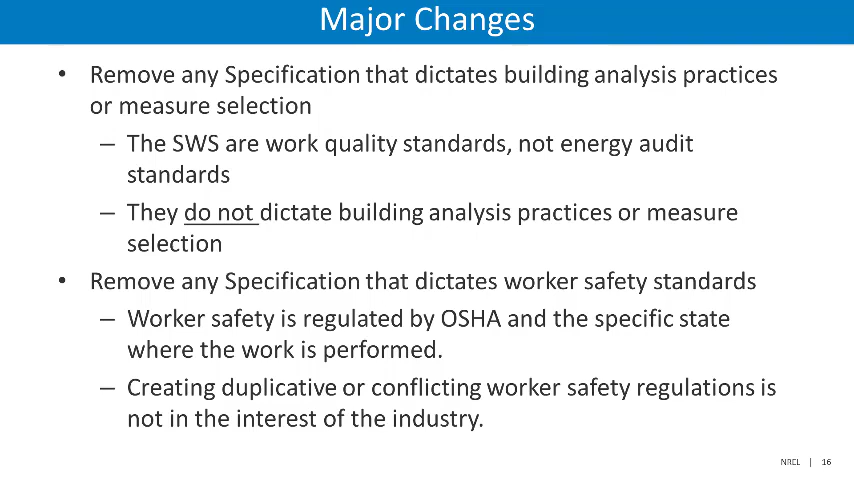 Major Changes
• Remove any Specification that dictates building analysis practices
or measure selection
– The SWS are work quality standards, not energy audit
standards
– They do not dictate building analysis practices or measure
selection
• Remove any Specification that dictates worker safety standards
– Worker safety is regulated by OSHA and the specific state
where the work is performed.
– Creating duplicative or conflicting worker safety regulations is
not in the interest of the industry.
NREL | 16